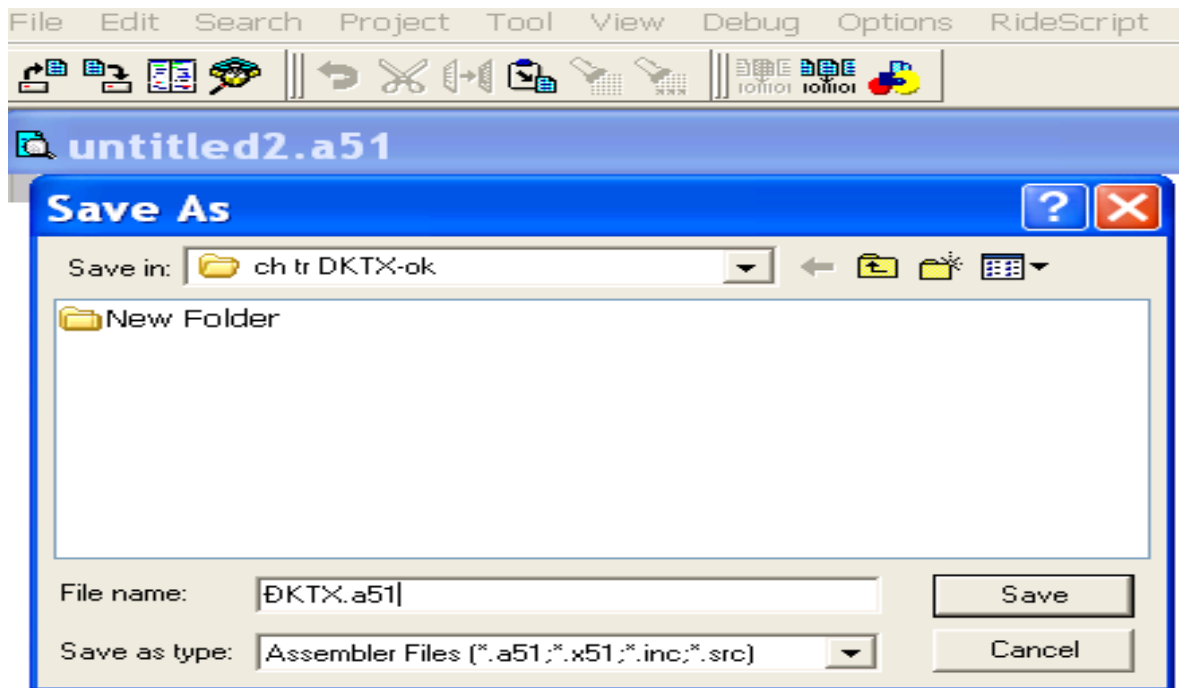 File Edit Search Project Tool View Debug Options RideScript
untitled2.a51
Save As
Save in: ch tr DKTX-ok
New Folder
File name: ĐKTX.a51 Save
Save as type: Assembler Files (*.a51;*.x51;*.inc;*.src) Cancel